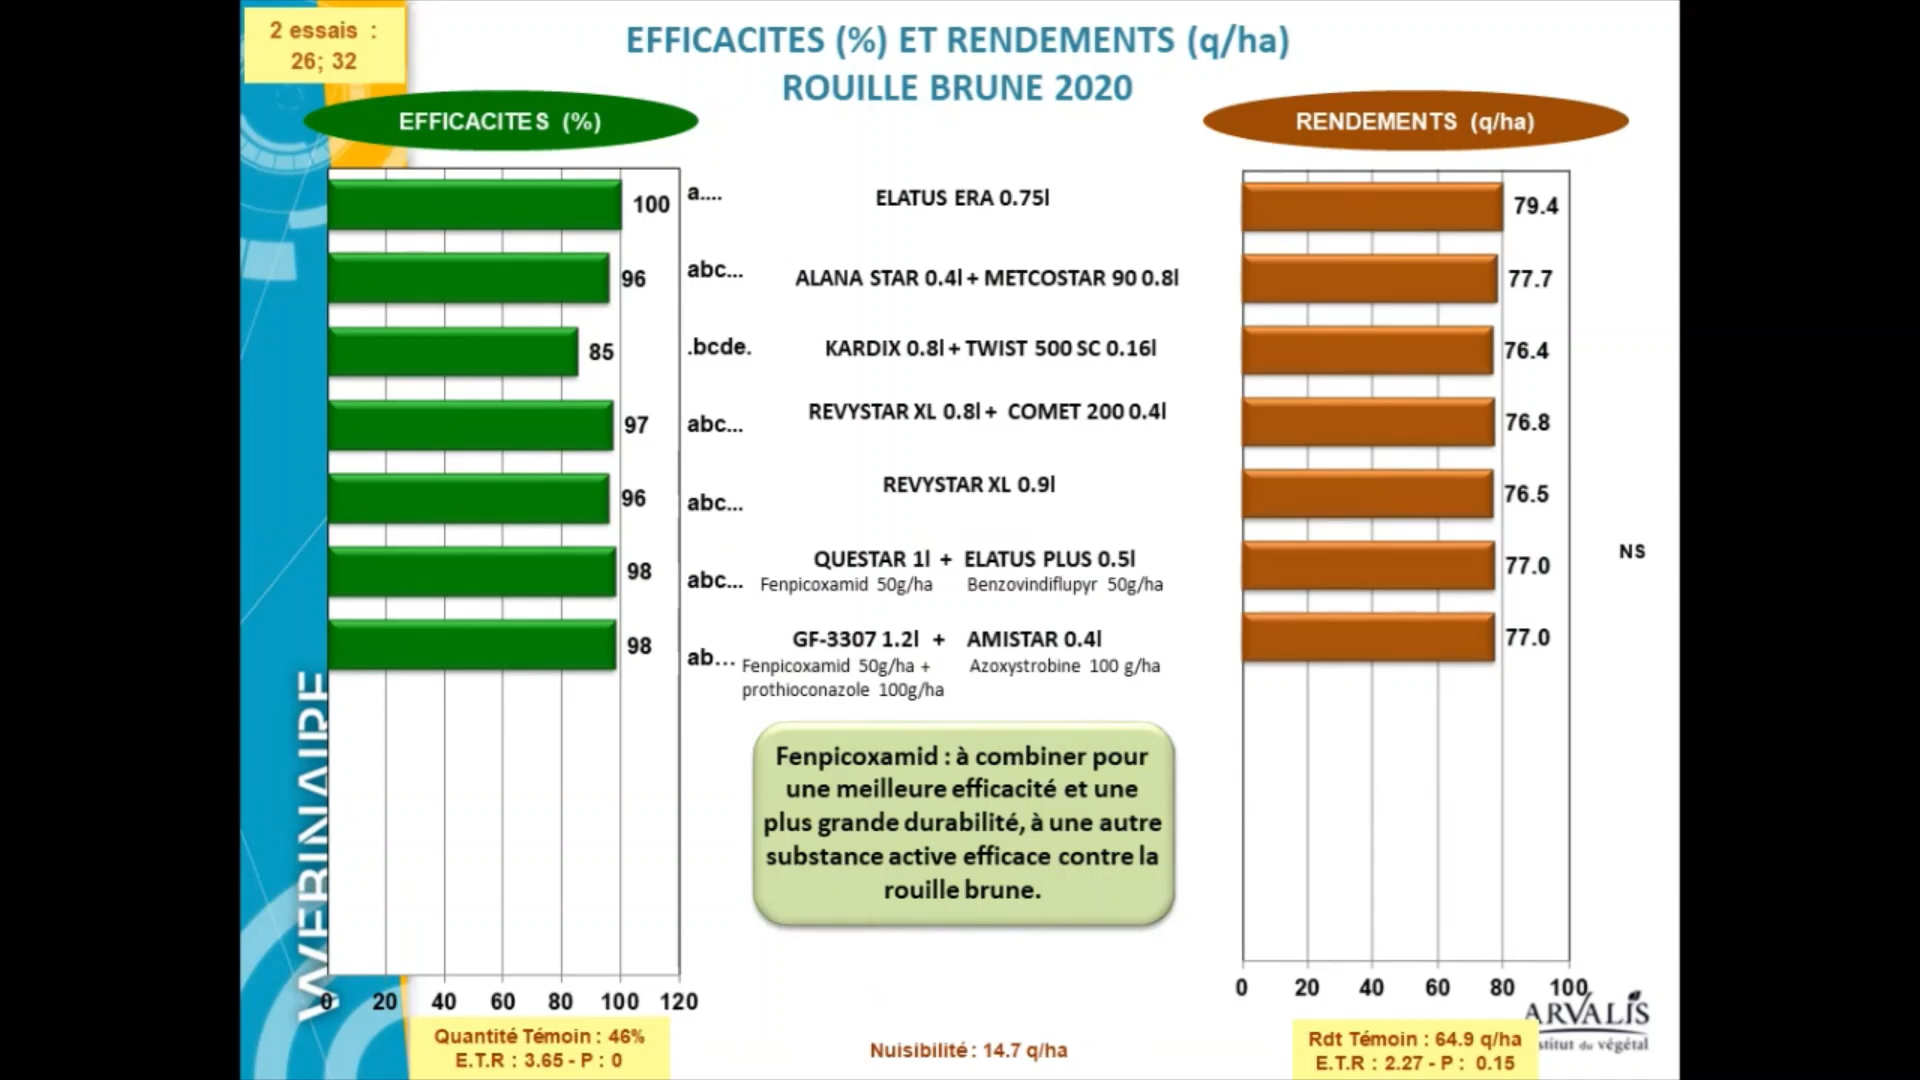 2 essais :
26; 32
EFFICACITES (%) ET RENDEMENTS (q/ha)
ROUILLE BRUNE 2020
EFFICACITES (%)
RENDEMENTS (q/ha)
100 a.... ELATUS ERA 0.75l 79.4
96 abc... ALANA STAR 0.4l + METCOSTAR 90 0.8l 77.7
85 .bcde. KARDIX 0.8l + TWIST 500 SC 0.16l 76.4
97 abc... REVYSTAR XL 0.8l + COMET 200 0.4l 76.8
96 abc... REVYSTAR XL 0.9l 76.5
NS
98 abc... QUESTAR 1l + ELATUS PLUS 0.5l 77.0
Fenpicoxamid 50g/ha Benzovindiflupyr 50g/ha
98 ab... GF-3307 1.2l + AMISTAR 0.4l 77.0
Fenpicoxamid 50g/ha + Azoxystrobine 100 g/ha
prothioconazole 100g/ha
WEBINAIRE
Fenpicoxamid : à combiner pour
une meilleure efficacité et une
plus grande durabilité, à une autre
substance active efficace contre la
rouille brune.
0 20 40 60 80 100 120
0 20 40 60 80 100
ARVALIS
stitut du végétal
Quantité Témoin : 46%
E.T.R : 3.65 - P : 0
Nuisibilité : 14.7 q/ha
Rdt Témoin : 64.9 q/ha
E.T.R : 2.27 - P : 0.15